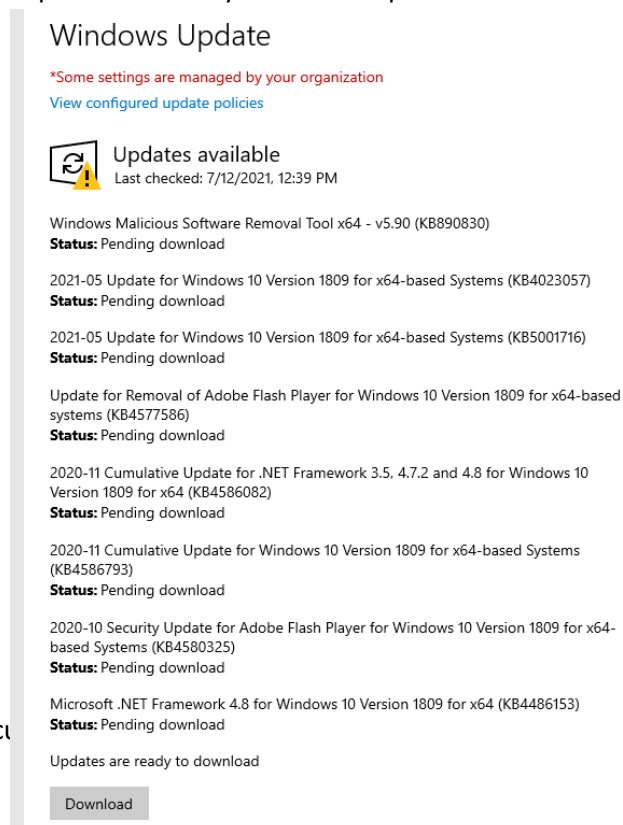 Windows Update
*Some settings are managed by your organization
View configured update policies
Updates available
Last checked: 7/12/2021, 12:39 PM
Windows Malicious Software Removal Tool x64 - v5.90 (KB890830)
Status: Pending download
2021-05 Update for Windows 10 Version 1809 for x64-based Systems (KB4023057)
Status: Pending download
2021-05 Update for Windows 10 Version 1809 for x64-based Systems (KB5001716)
Status: Pending download
Update for Removal of Adobe Flash Player for Windows 10 Version 1809 for x64-based
systems (KB4577586)
Status: Pending download
2020-11 Cumulative Update for .NET Framework 3.5, 4.7.2 and 4.8 for Windows 10
Version 1809 for x64 (KB4586082)
Status: Pending download
2020-11 Cumulative Update for Windows 10 Version 1809 for x64-based Systems
(KB4586793)
Status: Pending download
2020-10 Security Update for Adobe Flash Player for Windows 10 Version 1809 for x64-
based Systems (KB4580325)
Status: Pending download
Microsoft .NET Framework 4.8 for Windows 10 Version 1809 for x64 (KB4486153)
Status: Pending download
Updates are ready to download
Download